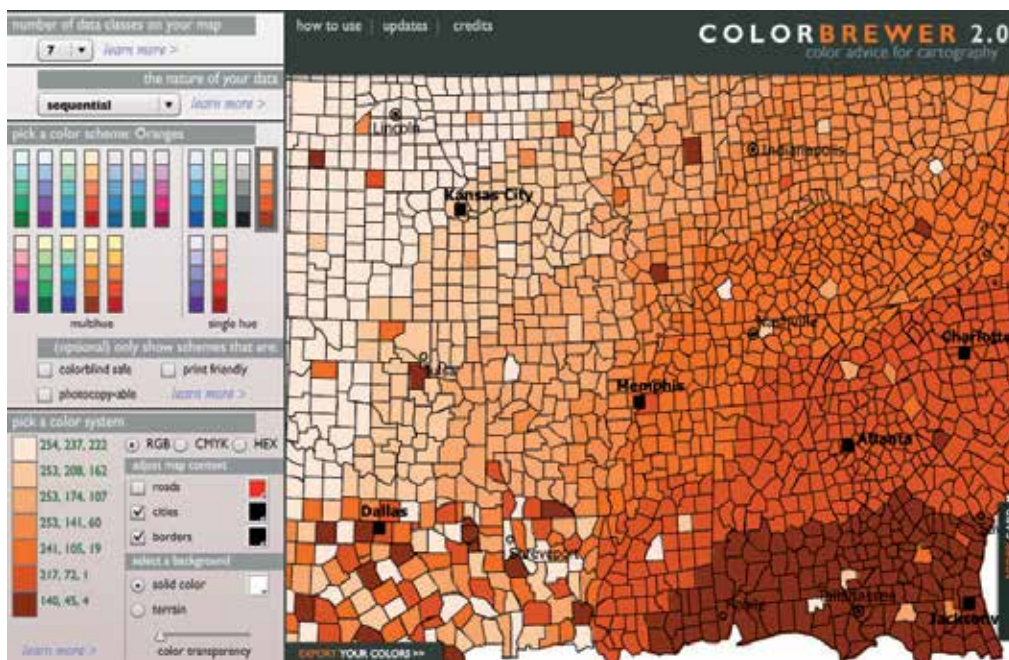 number of data classes on your map
7
learn more >
how to use | updates | credits
COLORBREWER 2.0
color advice for cartography
the nature of your data
sequential
learn more >
pick a color scheme: Oranges
multihue
single hue
(optional) only show schemes that are:
colorblind safe
print friendly
photocopy-able
learn more >
pick a color system
254, 237, 222
253, 208, 162
253, 174, 107
253, 141, 60
241, 105, 19
217, 72, 1
140, 45, 4
RGB
CMYK
HEX
adjust map context
roads
cities
borders
select a background
solid color
terrain
color transparency
learn more >
EXPORT YOUR COLORS >>
Lincoln
Indianapolis
Kansas City
Nashville
Charlotte
Tulsa
Memphis
Atlanta
Dallas
Shreveport
Mobile
Tallahassee
Jacksonv